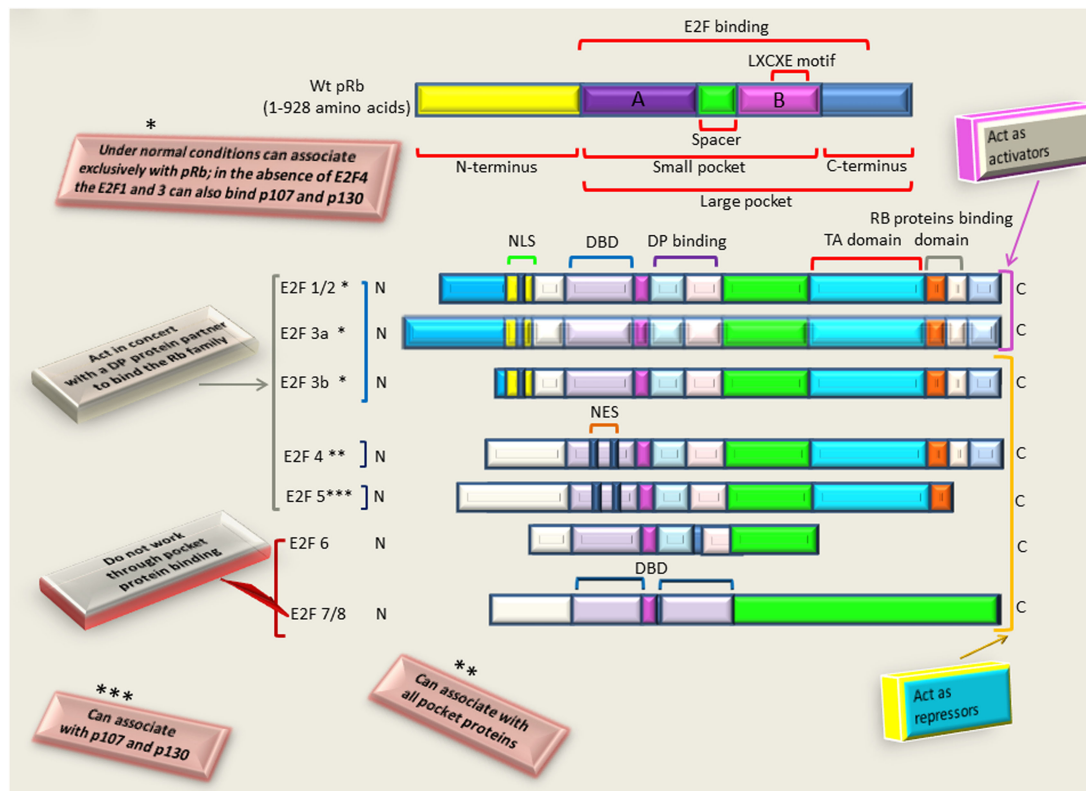 E2F binding
LXCXE motif
Wt pRb
(1-928 amino acids)
A
B
Spacer
N-terminus
Small pocket
C-terminus
Large pocket
*
Under normal conditions can associate
exclusively with pRb; in the absence of E2F4
the E2F1 and 3 can also bind p107 and p130
Act as
activators
NLS
DBD
DP binding
TA domain
RB proteins binding
domain
E2F 1/2 *
N
C
E2F 3a *
N
C
E2F 3b *
N
C
Act in concert
with a DP protein partner
to bind the Rb family
NES
E2F 4 **
N
C
E2F 5***
N
C
E2F 6
N
C
Do not work
through pocket
protein binding
DBD
E2F 7/8
N
C
**
Can associate with
all pocket proteins
***
Can associate
with p107 and p130
Act as
repressors